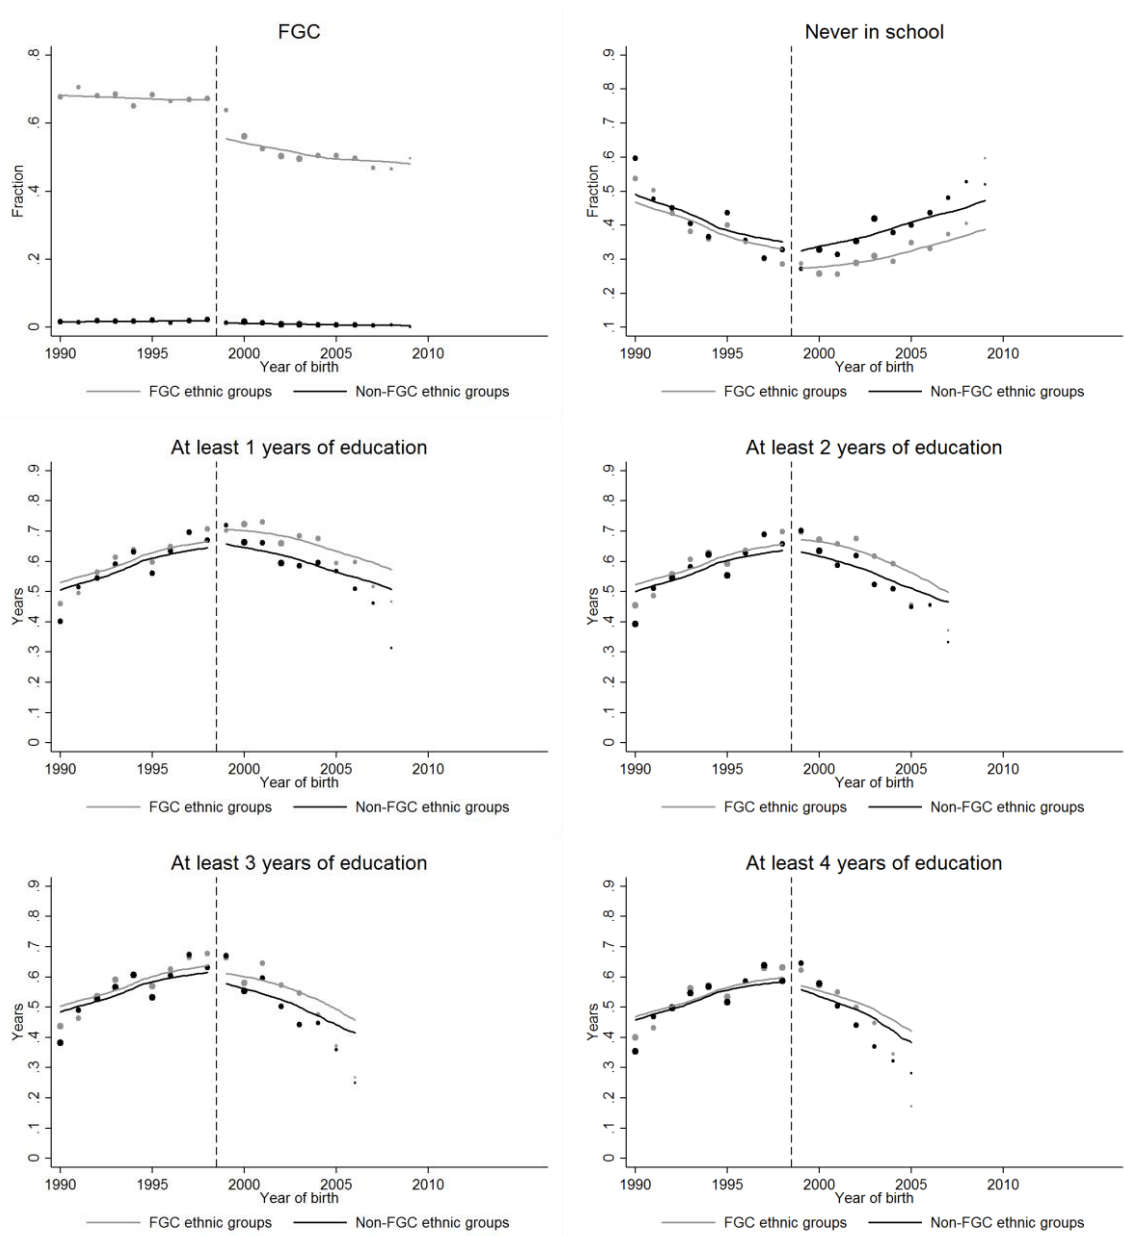 FGC
Fraction
.8
.6
.4
.2
0
1990 1995 2000 2005 2010
Year of birth
FGC ethnic groups Non-FGC ethnic groups
Never in school
Fraction
.9
.8
.7
.6
.5
.4
.3
.2
.1
1990 1995 2000 2005 2010
Year of birth
FGC ethnic groups Non-FGC ethnic groups
At least 1 years of education
Years
.9
.8
.7
.6
.5
.4
.3
.2
.1
0
1990 1995 2000 2005 2010
Year of birth
FGC ethnic groups Non-FGC ethnic groups
At least 2 years of education
Years
.9
.8
.7
.6
.5
.4
.3
.2
.1
0
1990 1995 2000 2005 2010
Year of birth
FGC ethnic groups Non-FGC ethnic groups
At least 3 years of education
Years
.9
.8
.7
.6
.5
.4
.3
.2
.1
0
1990 1995 2000 2005 2010
Year of birth
FGC ethnic groups Non-FGC ethnic groups
At least 4 years of education
Years
.9
.8
.7
.6
.5
.4
.3
.2
.1
0
1990 1995 2000 2005 2010
Year of birth
FGC ethnic groups Non-FGC ethnic groups